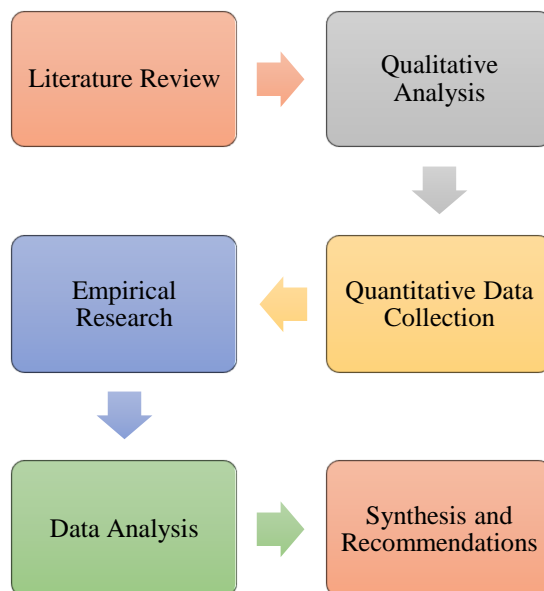 Literature Review
Qualitative
Analysis
Quantitative Data
Collection
Empirical
Research
Data Analysis
Synthesis and
Recommendations